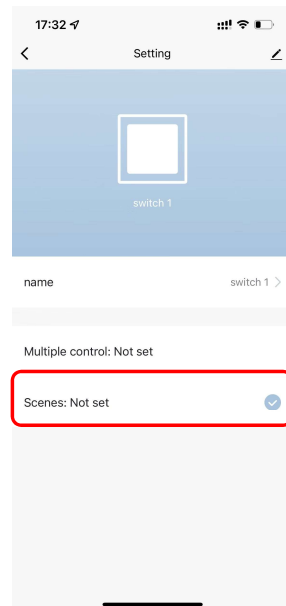 17:32
Setting
switch 1
name
switch 1
Multiple control: Not set
Scenes: Not set